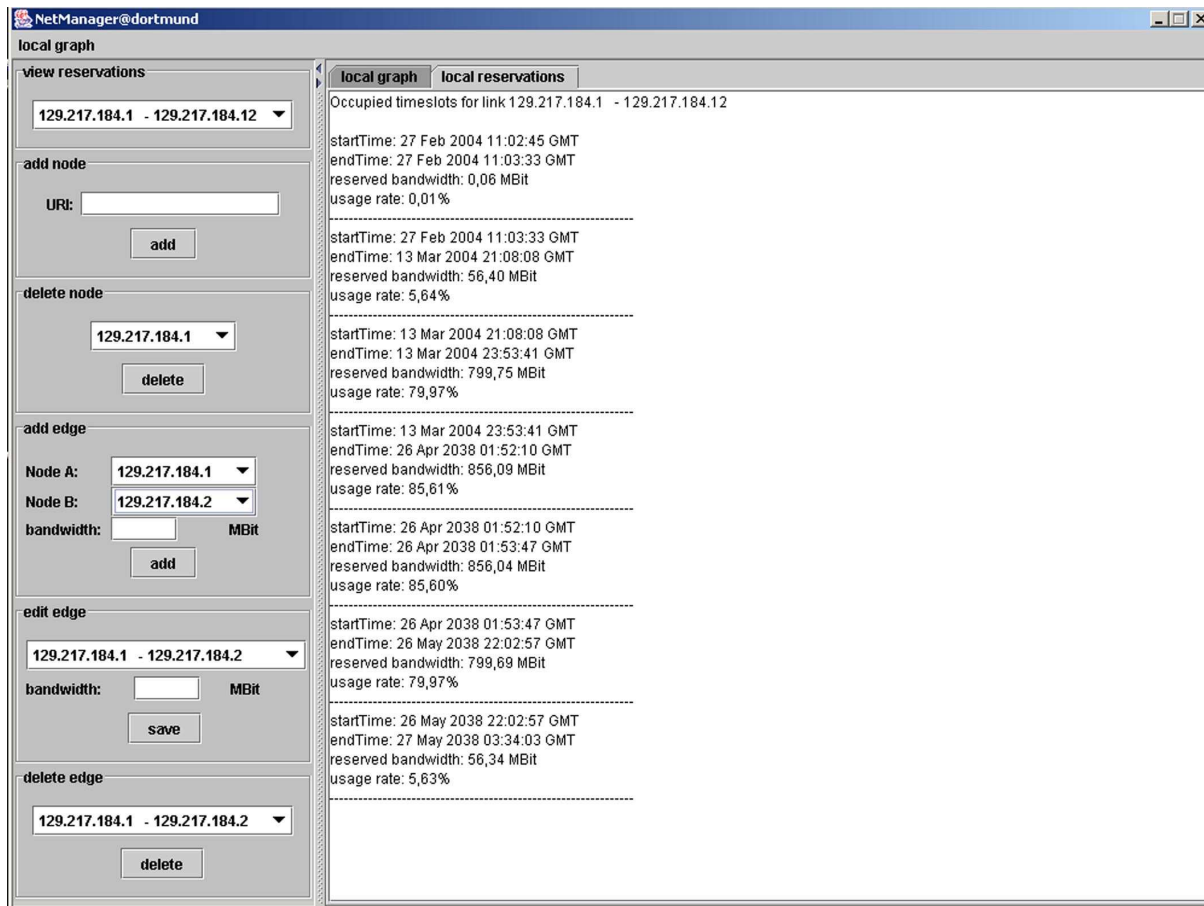 NetManager@dortmund
local graph
view reservations
129.217.184.1 - 129.217.184.12
add node
URI:
add
delete node
129.217.184.1
delete
add edge
Node A: 129.217.184.1
Node B: 129.217.184.2
bandwidth: MBit
add
edit edge
129.217.184.1 - 129.217.184.2
bandwidth: MBit
save
delete edge
129.217.184.1 - 129.217.184.2
delete
local graph local reservations
Occupied timeslots for link 129.217.184.1 - 129.217.184.12
startTime: 27 Feb 2004 11:02:45 GMT
endTime: 27 Feb 2004 11:03:33 GMT
reserved bandwidth: 0,06 MBit
usage rate: 0,01%
startTime: 27 Feb 2004 11:03:33 GMT
endTime: 13 Mar 2004 21:08:08 GMT
reserved bandwidth: 56,40 MBit
usage rate: 5,64%
startTime: 13 Mar 2004 21:08:08 GMT
endTime: 13 Mar 2004 23:53:41 GMT
reserved bandwidth: 799,75 MBit
usage rate: 79,97%
startTime: 13 Mar 2004 23:53:41 GMT
endTime: 26 Apr 2038 01:52:10 GMT
reserved bandwidth: 856,09 MBit
usage rate: 85,61%
startTime: 26 Apr 2038 01:52:10 GMT
endTime: 26 Apr 2038 01:53:47 GMT
reserved bandwidth: 856,04 MBit
usage rate: 85,60%
startTime: 26 Apr 2038 01:53:47 GMT
endTime: 26 May 2038 22:02:57 GMT
reserved bandwidth: 799,69 MBit
usage rate: 79,97%
startTime: 26 May 2038 22:02:57 GMT
endTime: 27 May 2038 03:34:03 GMT
reserved bandwidth: 56,34 MBit
usage rate: 5,63%